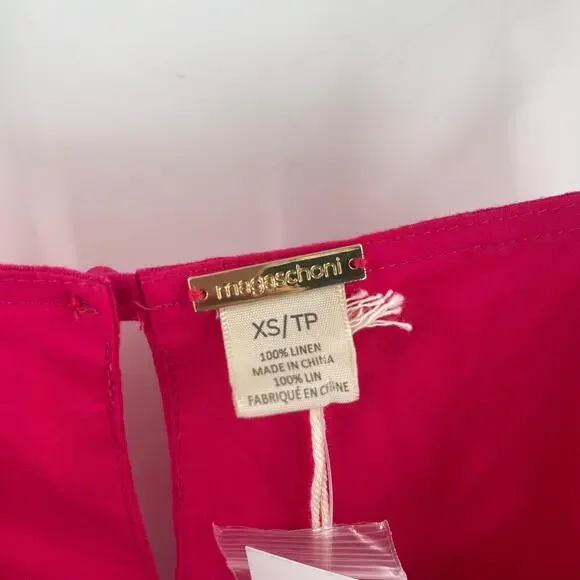 magaschoni
XS/TP
100% LINEN
MADE IN CHINA
100% LIN
FABRIQUÉ EN CHINE